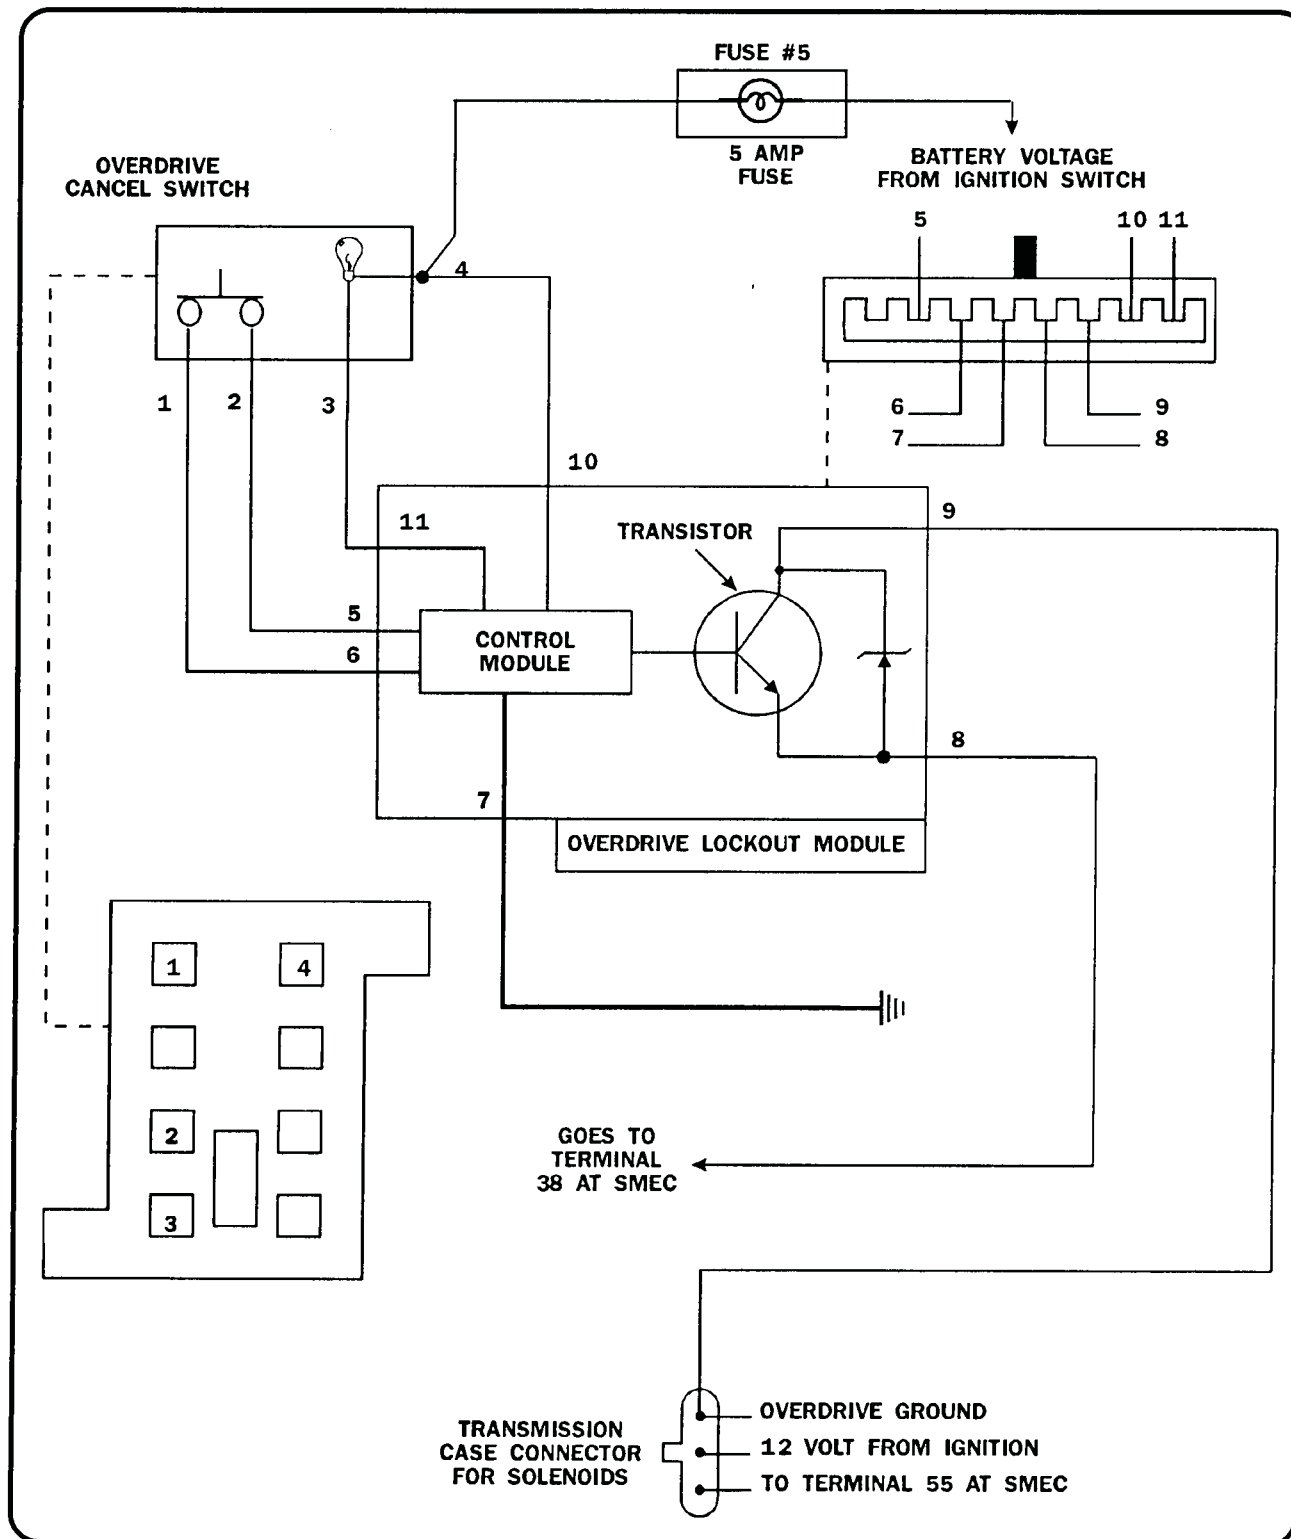 FUSE #5
5 AMP
FUSE
BATTERY VOLTAGE
FROM IGNITION SWITCH
OVERDRIVE
CANCEL SWITCH
5
10 11
4
1
2
3
6
9
7
8
10
11
9
TRANSISTOR
5
6
CONTROL
MODULE
8
7
OVERDRIVE LOCKOUT MODULE
1
4
2
3
GOES TO
TERMINAL
38 AT SMEC
TRANSMISSION
CASE CONNECTOR
FOR SOLENOIDS
OVERDRIVE GROUND
12 VOLT FROM IGNITION
TO TERMINAL 55 AT SMEC